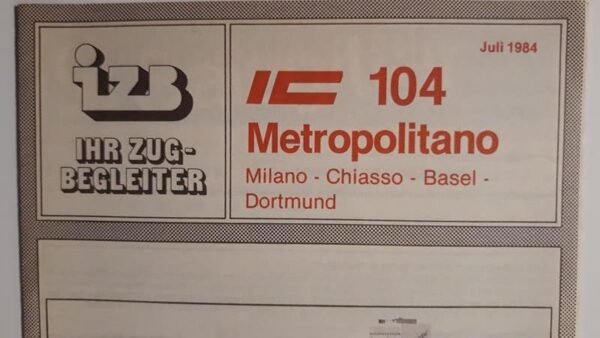 izb
IHR ZUG-
BEGLEITER
Juli 1984
IC 104
Metropolitano
Milano - Chiasso - Basel -
Dortmund